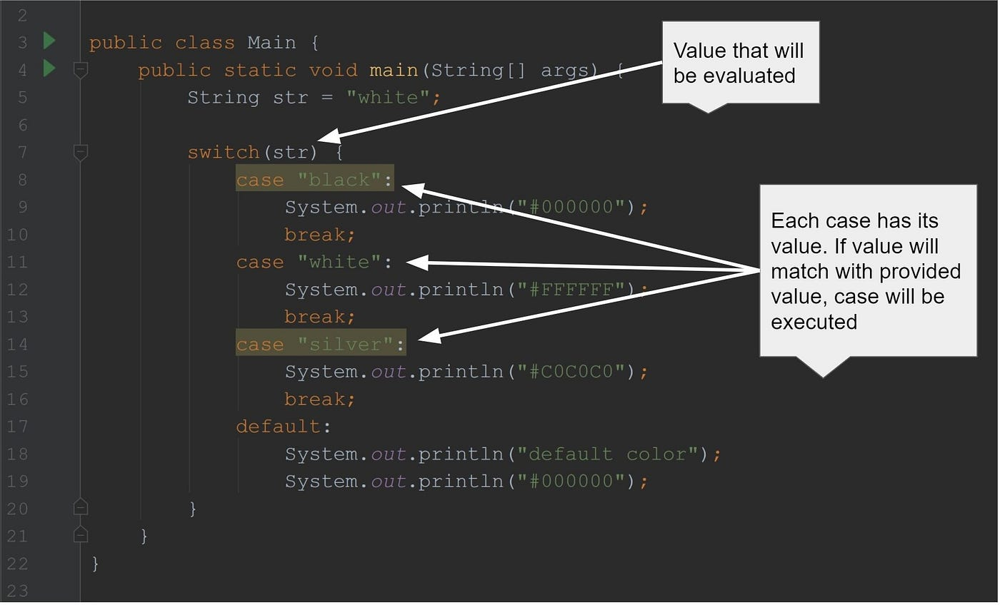 2
3 public class Main {
4 public static void main(String[] args) {
5 String str = "white";
6
7 switch(str) {
8 case "black":
9 System.out.println("#000000");
10 break;
11 case "white":
12 System.out.println("#FFFFFF");
13 break;
14 case "silver":
15 System.out.println("#C0C0C0");
16 break;
17 default:
18 System.out.println("default color");
19 System.out.println("#000000");
20 }
21 }
22 }
23
Value that will
be evaluated
Each case has its
value. If value will
match with provided
value, case will be
executed